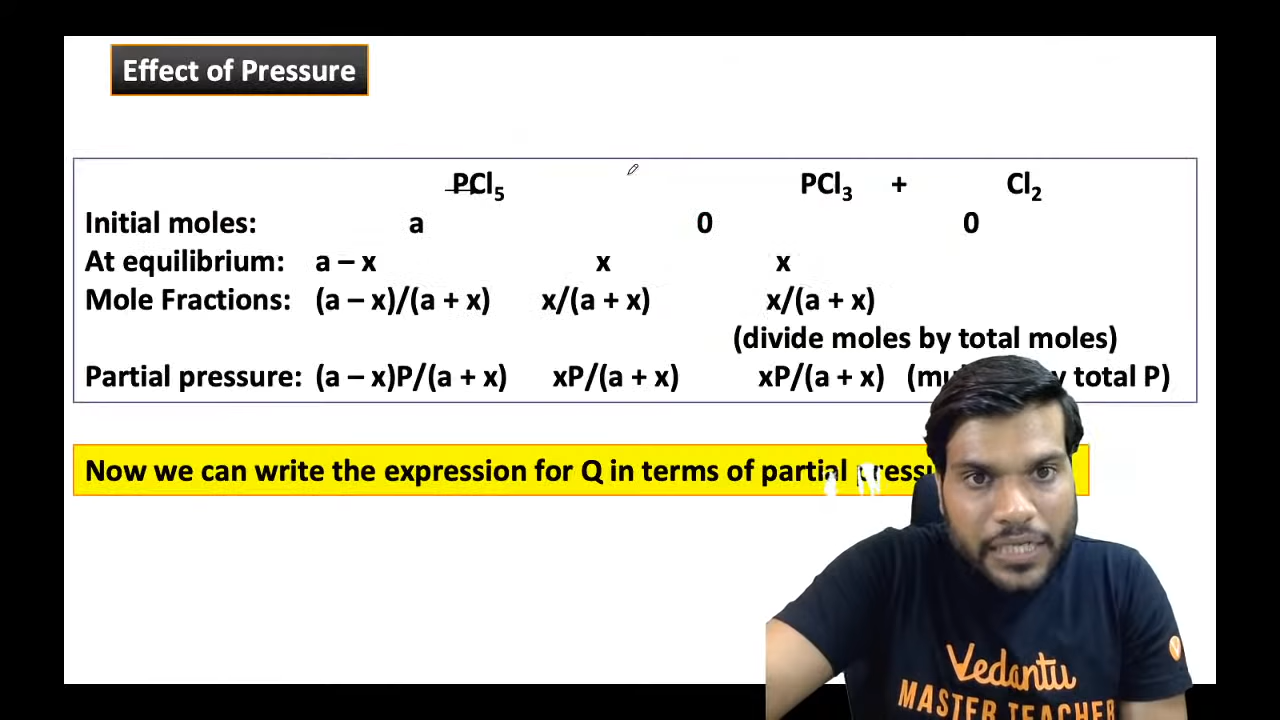 Effect of Pressure
PCl₅ PCl₃ + Cl₂
Initial moles: a 0 0
At equilibrium: a – x x x
Mole Fractions: (a – x)/(a + x) x/(a + x) x/(a + x)
(divide moles by total moles)
Partial pressure: (a – x)P/(a + x) xP/(a + x) xP/(a + x) total P)
Now we can write the expression for Q in terms of partial
Vedantu
MASTER TEACHER